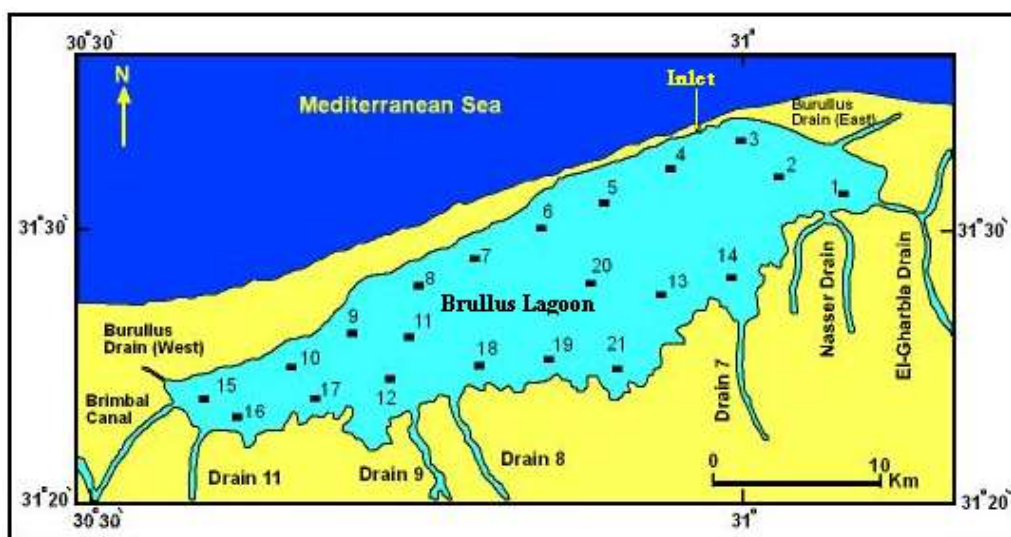 30°30`
31°
N
Inlet
Mediterranean Sea
Burullus
Drain (East)
3
4
2
1
5
6
31°30`
31°30`
7
14
20
8
13
Brullus Lagoon
Nasser Drain
El-Gharbla Drain
9
11
Burullus
Drain (West)
18
19
21
10
12
Drain 7
15
17
Brimbal
Canal
16
0
10
Km
Drain 11
Drain 9
Drain 8
31°20`
31°20`
30°30`
31°